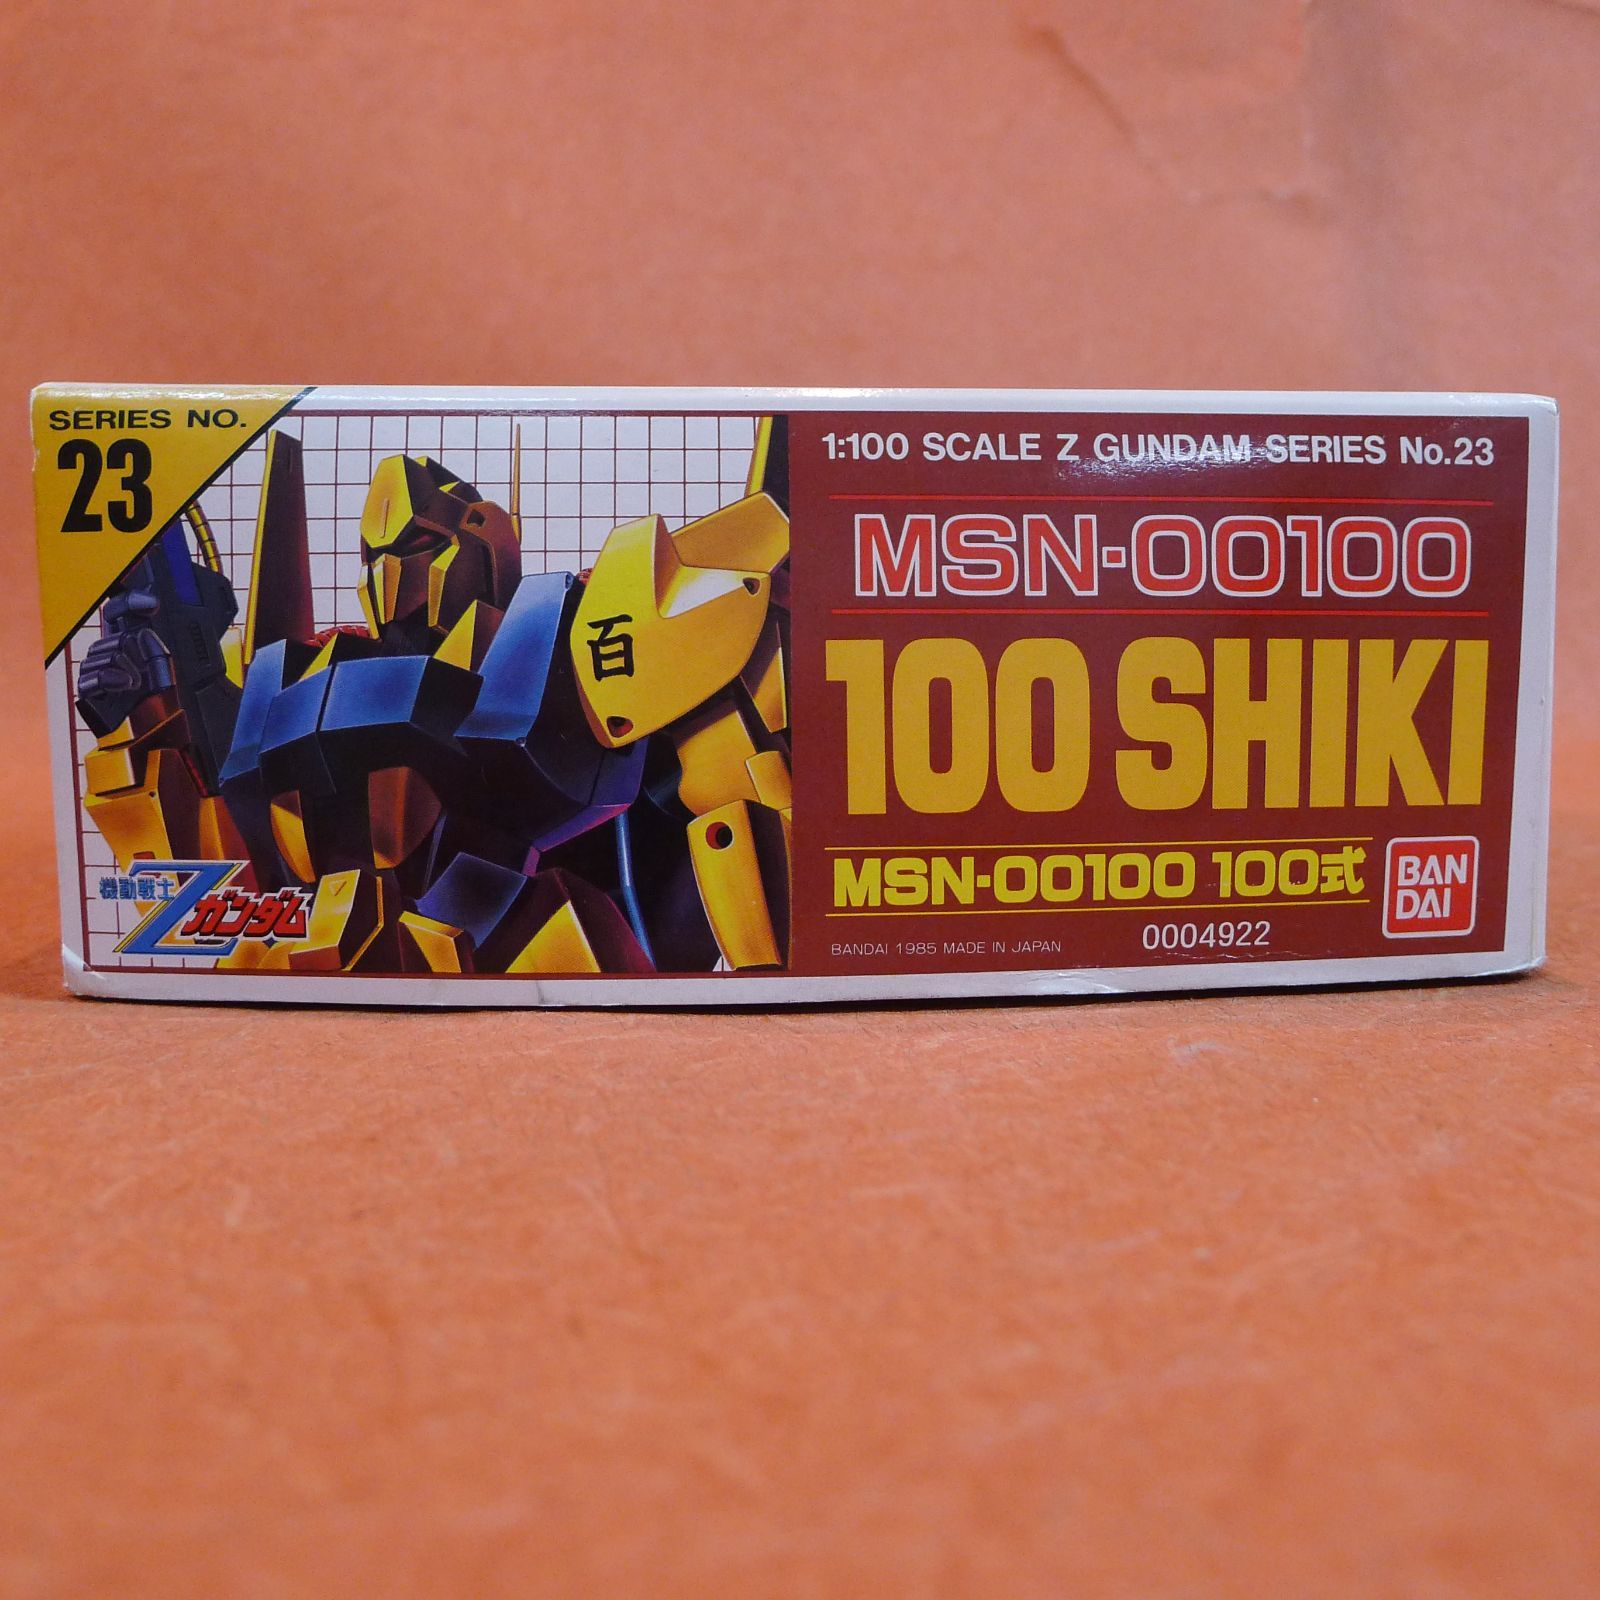 SERIES NO.
23
百
機動戦士
Zガンダム
1:100 SCALE Z GUNDAM SERIES No.23
MSN-00100
100 SHIKI
MSN-00100 100式
BANDAI 1985 MADE IN JAPAN
0004922
BAN
DAI